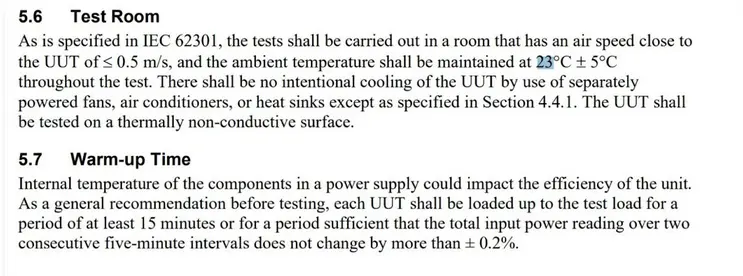 5.6 Test Room
As is specified in IEC 62301, the tests shall be carried out in a room that has an air speed close to
the UUT of ≤ 0.5 m/s, and the ambient temperature shall be maintained at 23°C ± 5°C
throughout the test. There shall be no intentional cooling of the UUT by use of separately
powered fans, air conditioners, or heat sinks except as specified in Section 4.4.1. The UUT shall
be tested on a thermally non-conductive surface.
5.7 Warm-up Time
Internal temperature of the components in a power supply could impact the efficiency of the unit.
As a general recommendation before testing, each UUT shall be loaded up to the test load for a
period of at least 15 minutes or for a period sufficient that the total input power reading over two
consecutive five-minute intervals does not change by more than ± 0.2%.